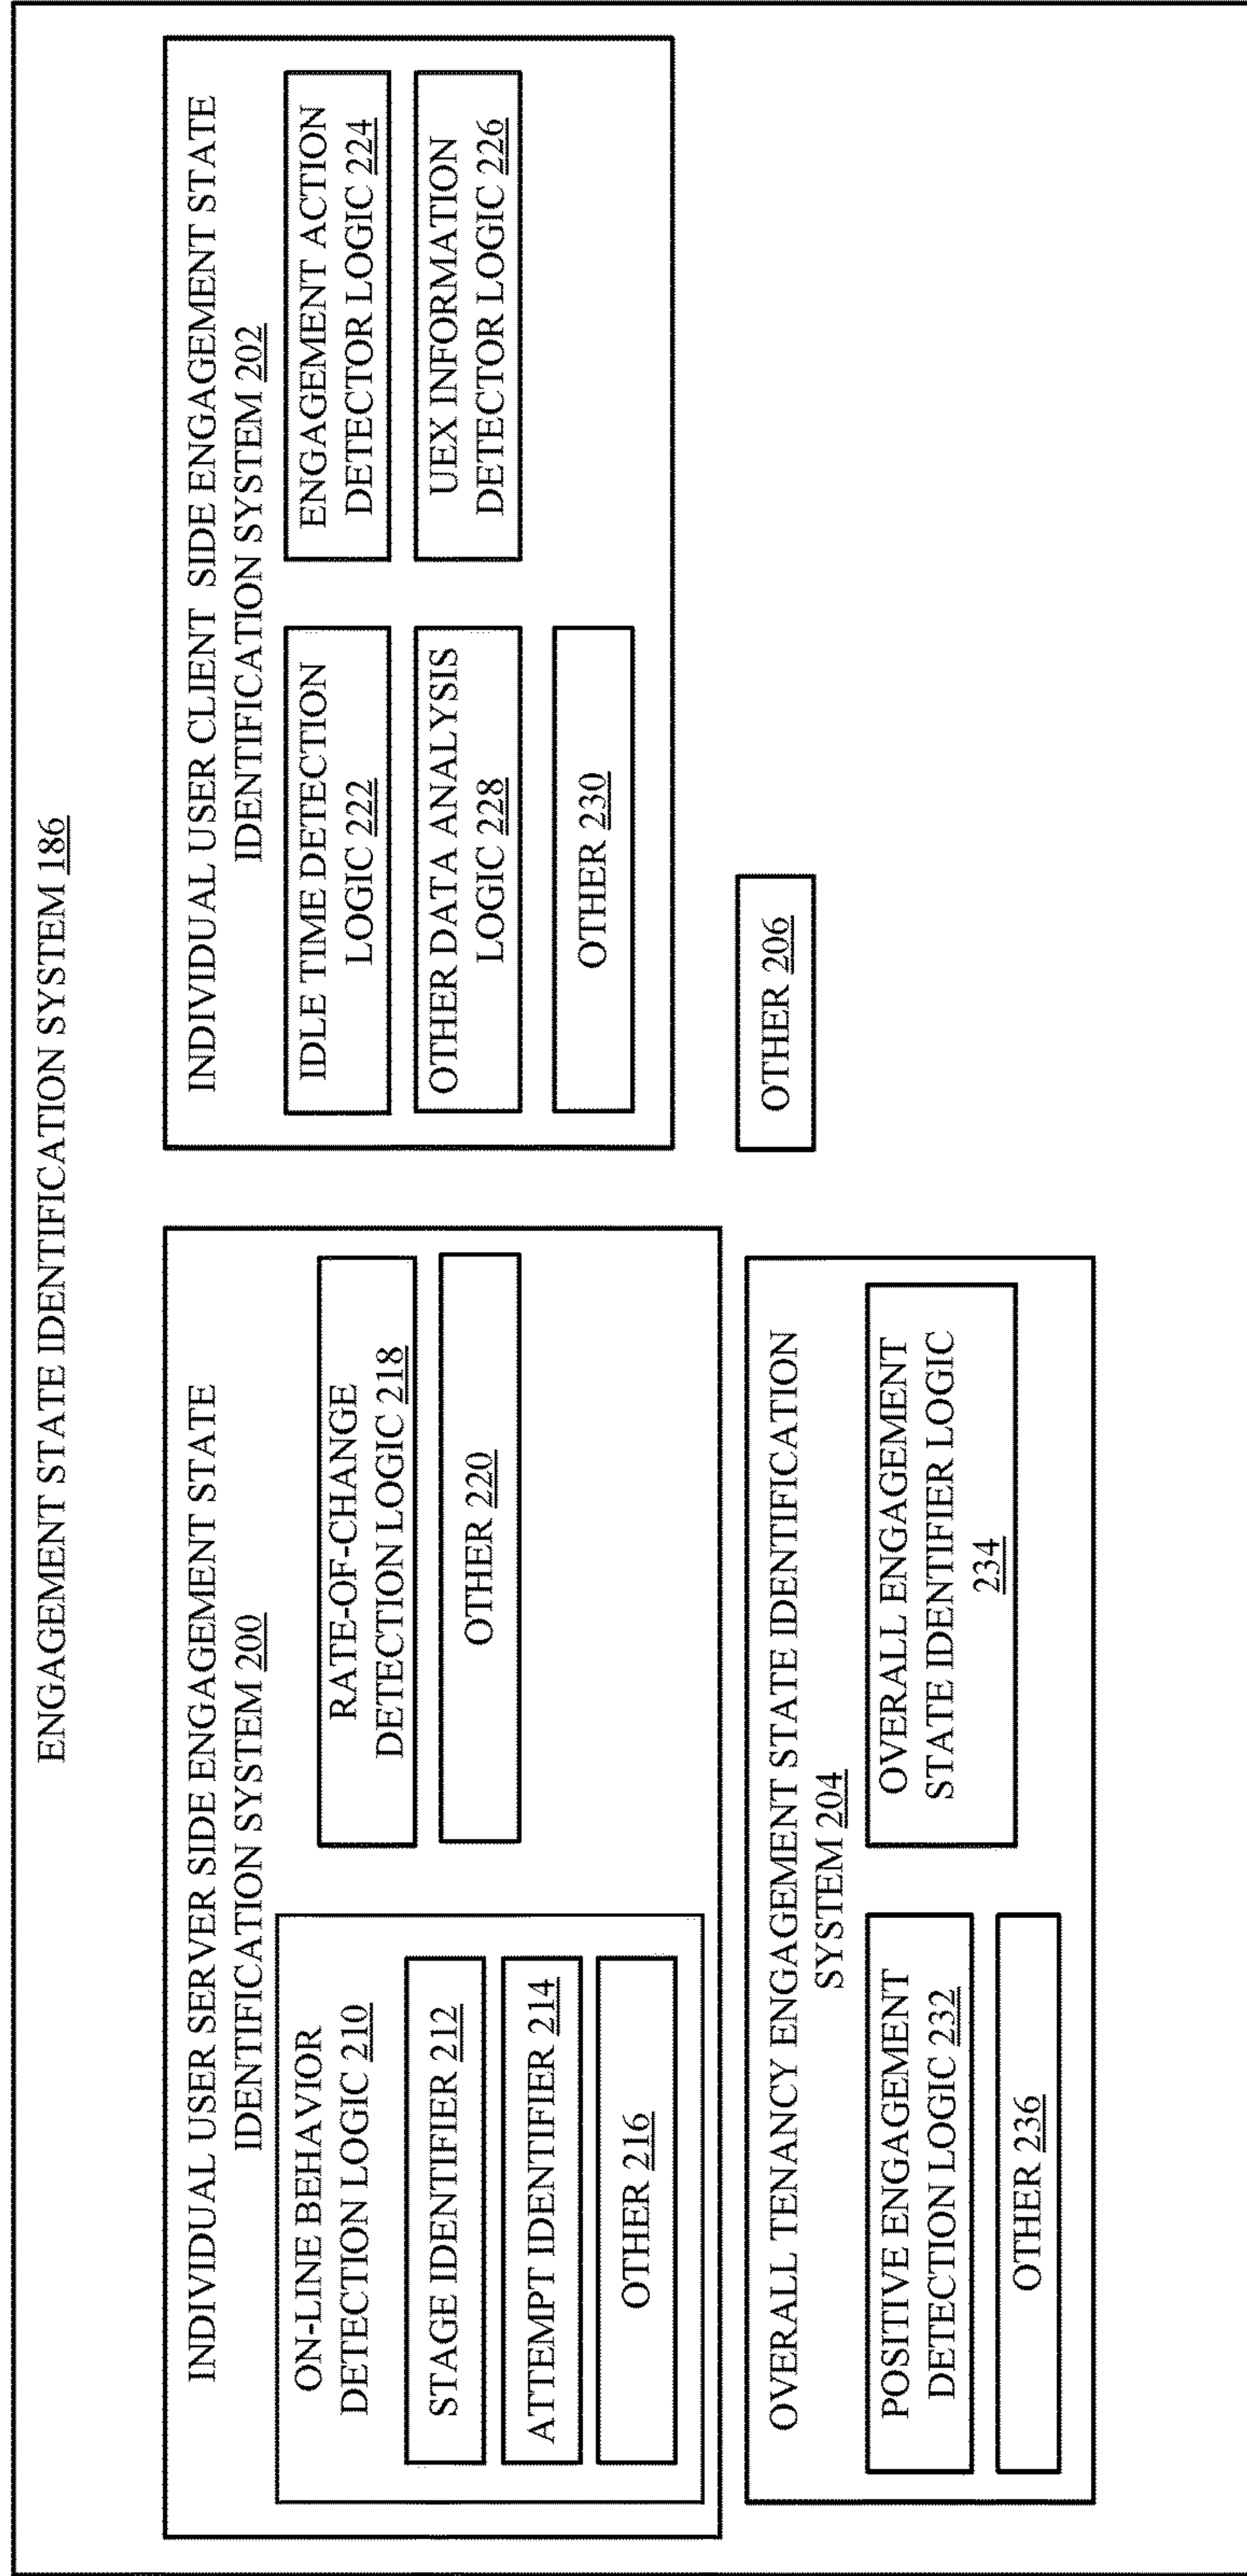 ENGAGEMENT STATE IDENTIFICATION SYSTEM 186
INDIVIDUAL USER SERVER SIDE ENGAGEMENT STATE
IDENTIFICATION SYSTEM 200
ON-LINE BEHAVIOR
DETECTION LOGIC 210
STAGE IDENTIFIER 212
ATTEMPT IDENTIFIER 214
OTHER 216
RATE-OF-CHANGE
DETECTION LOGIC 218
OTHER 220
INDIVIDUAL USER CLIENT SIDE ENGAGEMENT STATE
IDENTIFICATION SYSTEM 202
IDLE TIME DETECTION
LOGIC 222
ENGAGEMENT ACTION
DETECTOR LOGIC 224
OTHER DATA ANALYSIS
LOGIC 228
UEX INFORMATION
DETECTOR LOGIC 226
OTHER 230
OVERALL TENANCY ENGAGEMENT STATE IDENTIFICATION
SYSTEM 204
POSITIVE ENGAGEMENT
DETECTION LOGIC 232
OVERALL ENGAGEMENT
STATE IDENTIFIER LOGIC
234
OTHER 236
OTHER 206